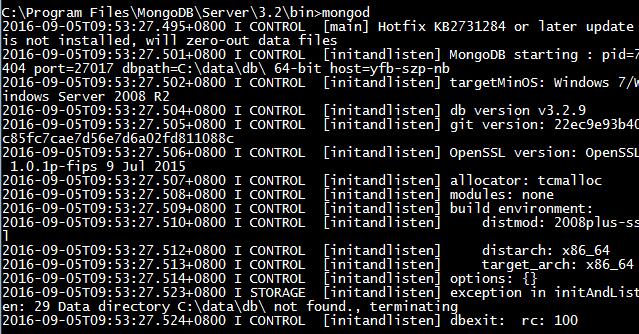 C:\Program Files\MongoDB\Server\3.2\bin>mongod
2016-09-05T09:53:27.495+0800 I CONTROL  [main] Hotfix KB2731284 or later update
is not installed, will zero-out data files
2016-09-05T09:53:27.501+0800 I CONTROL  [initandlisten] MongoDB starting : pid=7
404 port=27017 dbpath=C:\data\db\ 64-bit host=yfb-szp-nb
2016-09-05T09:53:27.502+0800 I CONTROL  [initandlisten] targetMinOS: Windows 7/W
indows Server 2008 R2
2016-09-05T09:53:27.504+0800 I CONTROL  [initandlisten] db version v3.2.9
2016-09-05T09:53:27.505+0800 I CONTROL  [initandlisten] git version: 22ec9e93b40
c85fc7cae7d56e7d6a02fd811088c
2016-09-05T09:53:27.506+0800 I CONTROL  [initandlisten] OpenSSL version: OpenSSL
 1.0.1p-fips 9 Jul 2015
2016-09-05T09:53:27.507+0800 I CONTROL  [initandlisten] allocator: tcmalloc
2016-09-05T09:53:27.508+0800 I CONTROL  [initandlisten] modules: none
2016-09-05T09:53:27.509+0800 I CONTROL  [initandlisten] build environment:
2016-09-05T09:53:27.510+0800 I CONTROL  [initandlisten]     distmod: 2008plus-ss
l
2016-09-05T09:53:27.512+0800 I CONTROL  [initandlisten]     distarch: x86_64
2016-09-05T09:53:27.513+0800 I CONTROL  [initandlisten]     target_arch: x86_64
2016-09-05T09:53:27.514+0800 I CONTROL  [initandlisten] options: {}
2016-09-05T09:53:27.523+0800 I STORAGE  [initandlisten] exception in initAndList
en: 29 Data directory C:\data\db\ not found., terminating
2016-09-05T09:53:27.524+0800 I CONTROL  [initandlisten] dbexit:  rc: 100